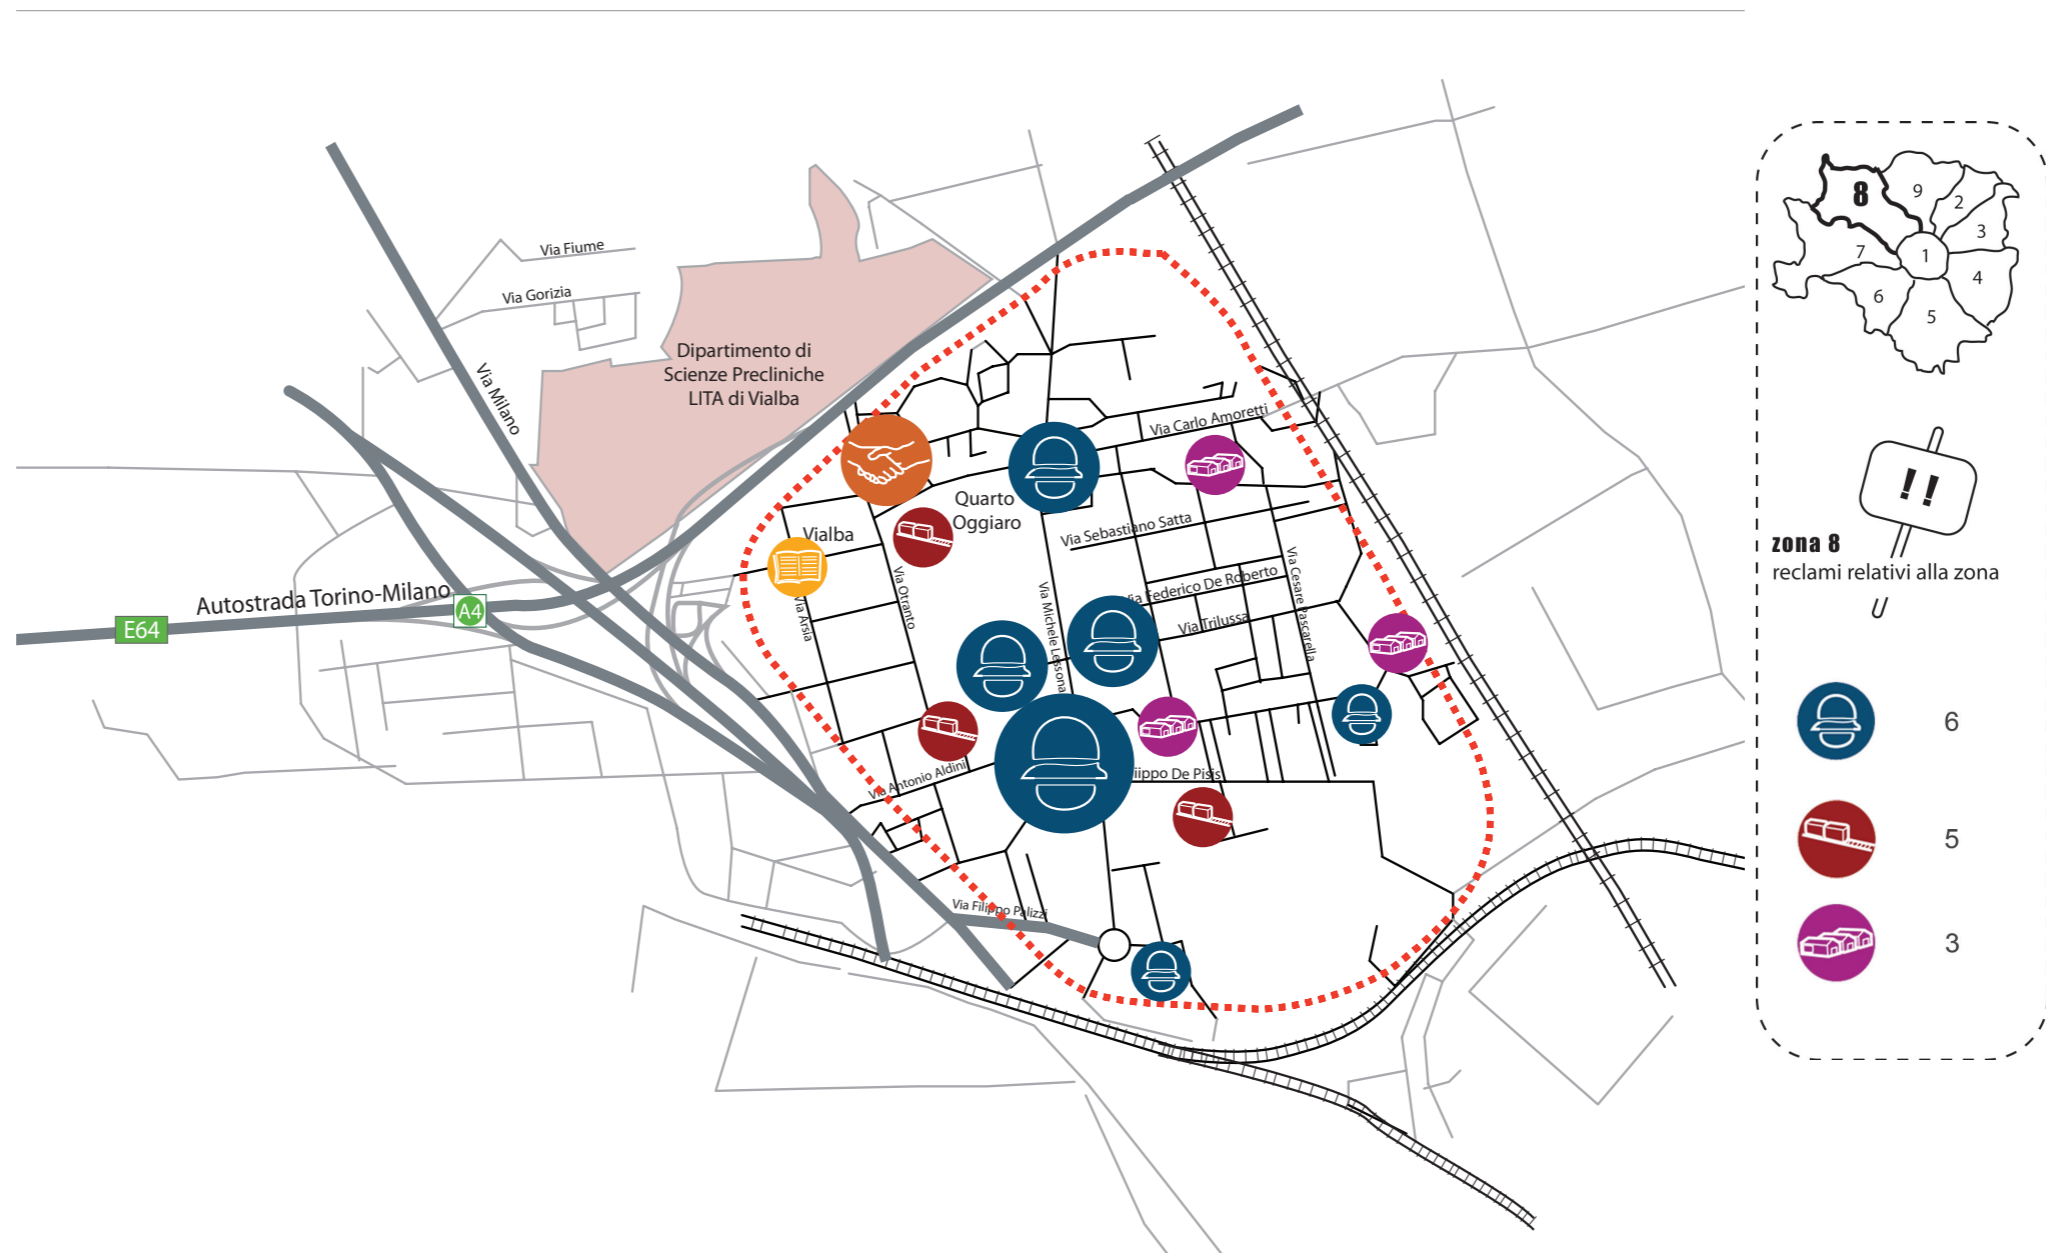 Via Fiume
Via Gorizia
Via Milano
Dipartimento di
Scienze Precliniche
LITA di Vialba
Autostrada Torino-Milano
A4
E64
Via Carlo Amoretti
Quarto
Oggiaro
Vialba
Via Sebastiano Satta
Via Federico De Roberto
Via Trilussa
Via Arsia
Via Otranto
Via Michele Lessona
Via Cesare Pascarella
Via Antonio Aldini
De Pisis
Via Filippo Palizzi
8
9
2
3
7
1
4
6
5
!!
zona 8
reclami relativi alla zona
6
5
3